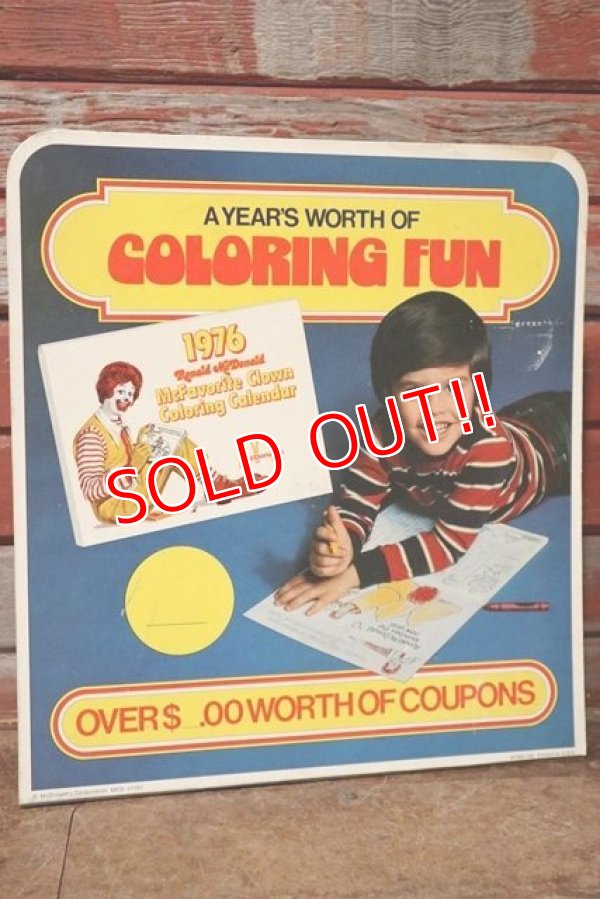 A YEAR'S WORTH OF
COLORING FUN
1976
Ronald McDonald
McFavorite Clown
Coloring Calendar
SOLD OUT!!
OVER $ .00 WORTH OF COUPONS